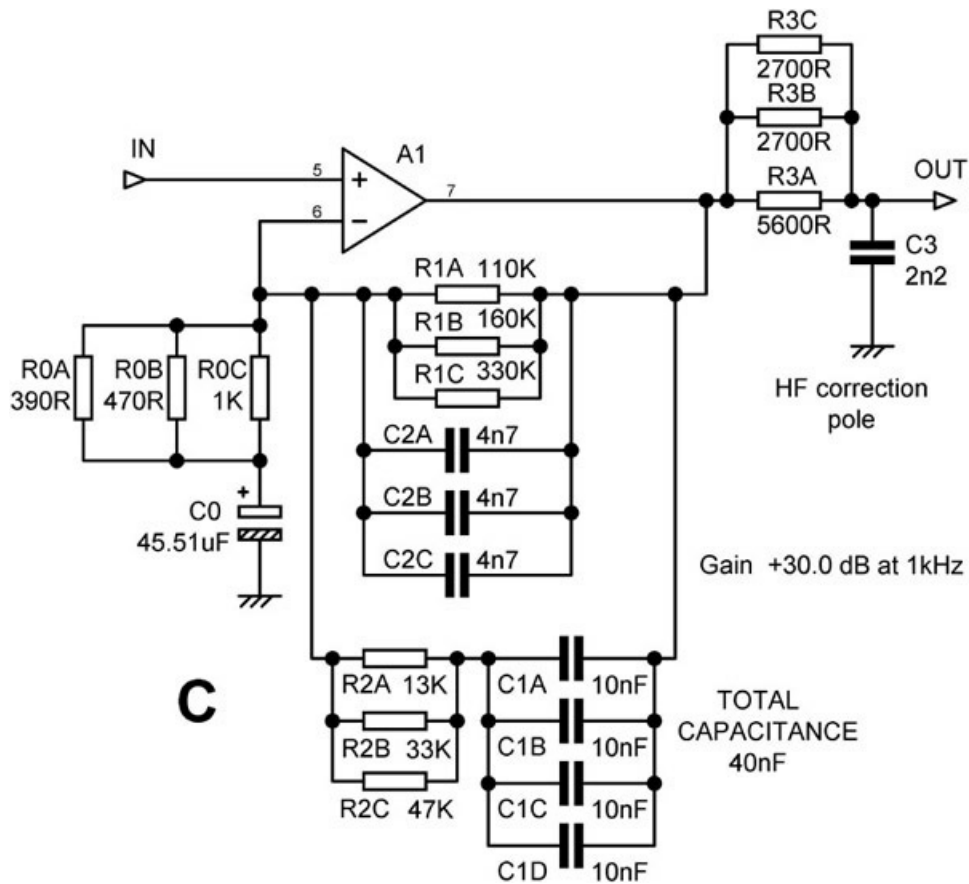 R3C
2700R
R3B
2700R
IN
A1
OUT
5
+
7
R3A
6
−
5600R
C3
2n2
R1A 110K
R1B 160K
R1C 330K
R0A
390R
R0B
470R
R0C
1K
HF correction
pole
C2A 4n7
+
C0
45.51uF
C2B 4n7
C2C 4n7
Gain +30.0 dB at 1kHz
C
R2A 13K
C1A 10nF
TOTAL
CAPACITANCE
40nF
R2B 33K
C1B 10nF
R2C 47K
C1C 10nF
C1D 10nF